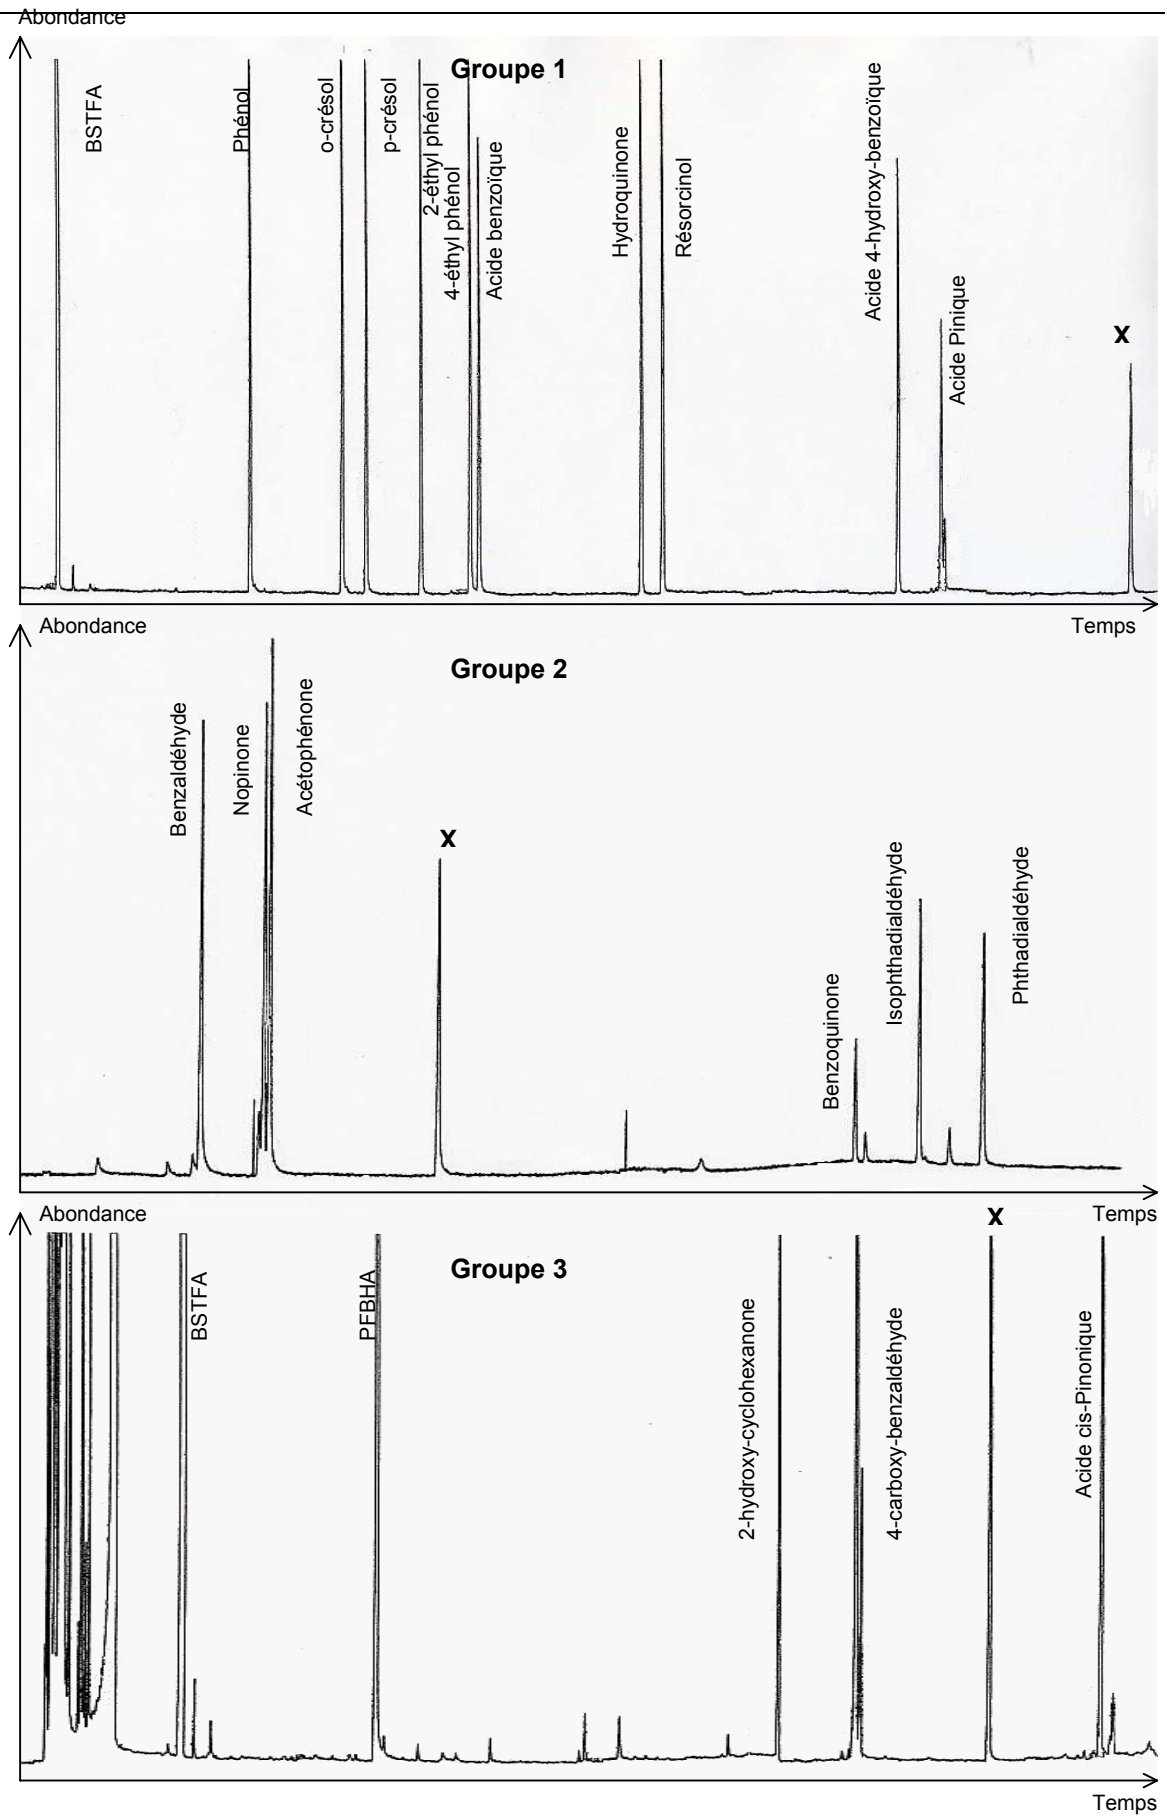 Abondance
Groupe 1
BSTFA
Phénol
o-crésol
p-crésol
2-éthyl phénol
4-éthyl phénol
Acide benzoïque
Hydroquinone
Résorcinol
Acide 4-hydroxy-benzoïque
Acide Pinique
X
Temps
Abondance
Groupe 2
Benzaldéhyde
Nopinone
Acétophénone
X
Benzoquinone
Isophthadialdéhyde
Phthadialdéhyde
Temps
Abondance
Groupe 3
BSTFA
PFBHA
2-hydroxy-cyclohexanone
4-carboxy-benzaldéhyde
X
Acide cis-Pinonique
Temps